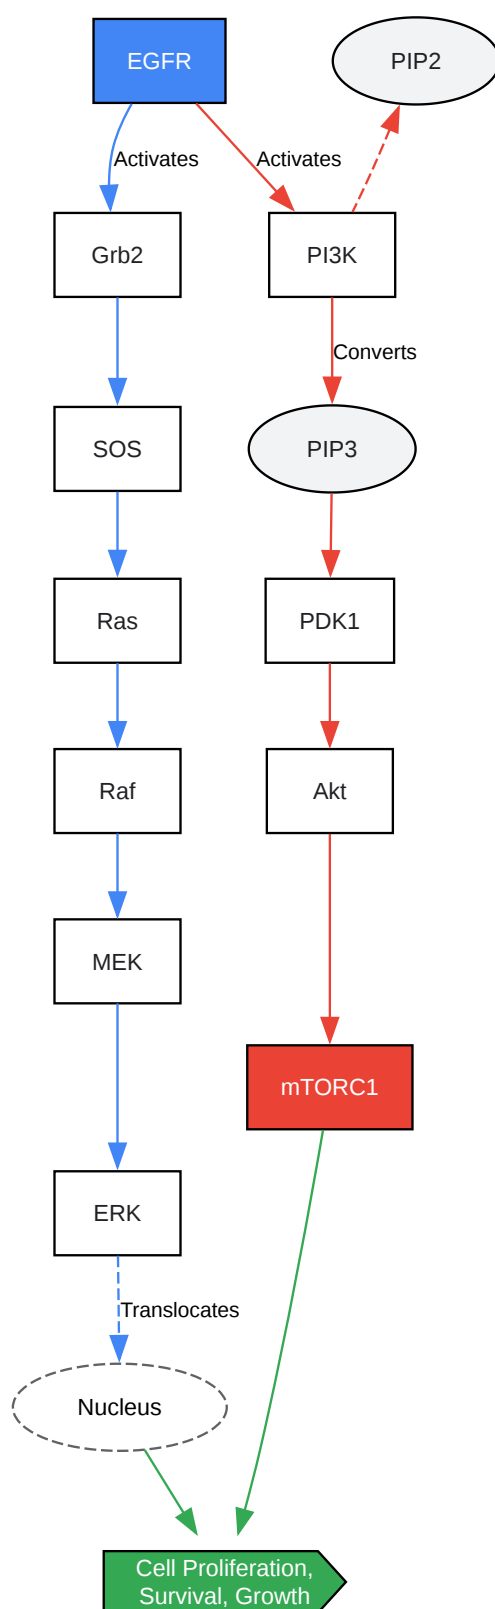 EGFR
PIP2
Activates
Activates
Grb2
PI3K
Converts
SOS
PIP3
Ras
PDK1
Raf
Akt
MEK
mTORC1
ERK
Translocates
Nucleus
Cell Proliferation,
Survival, Growth